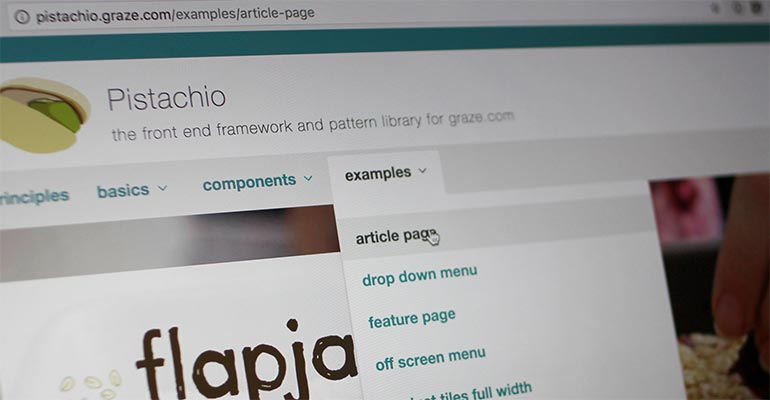 pistachio.graze.com/examples/article-page
Pistachio
the front end framework and pattern library for graze.com
rinciples basics components examples
article page
drop down menu
feature page
flapja
off screen menu
tiles full width